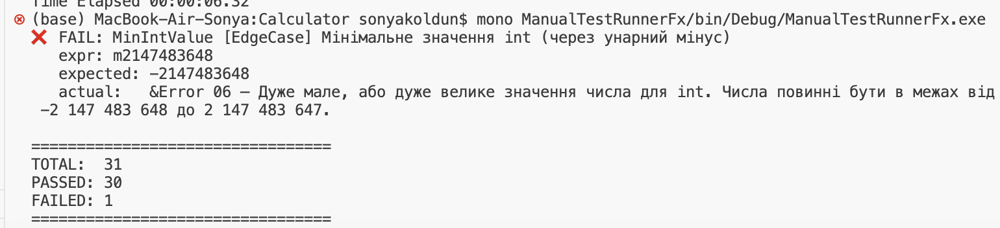 Time Elapsed 00:00:06.32
(base) MacBook-Air-Sonya:Calculator sonyakoldun$ mono ManualTestRunnerFx/bin/Debug/ManualTestRunnerFx.exe
❌ FAIL: MinIntValue [EdgeCase] Мінімальне значення int (через унарний мінус)
expr: m2147483648
expected: -2147483648
actual:   &Error 06 — Дуже мале, або дуже велике значення числа для int. Числа повинні бути в межах від
-2 147 483 648 до 2 147 483 647.
=================================
TOTAL:  31
PASSED: 30
FAILED: 1
=================================